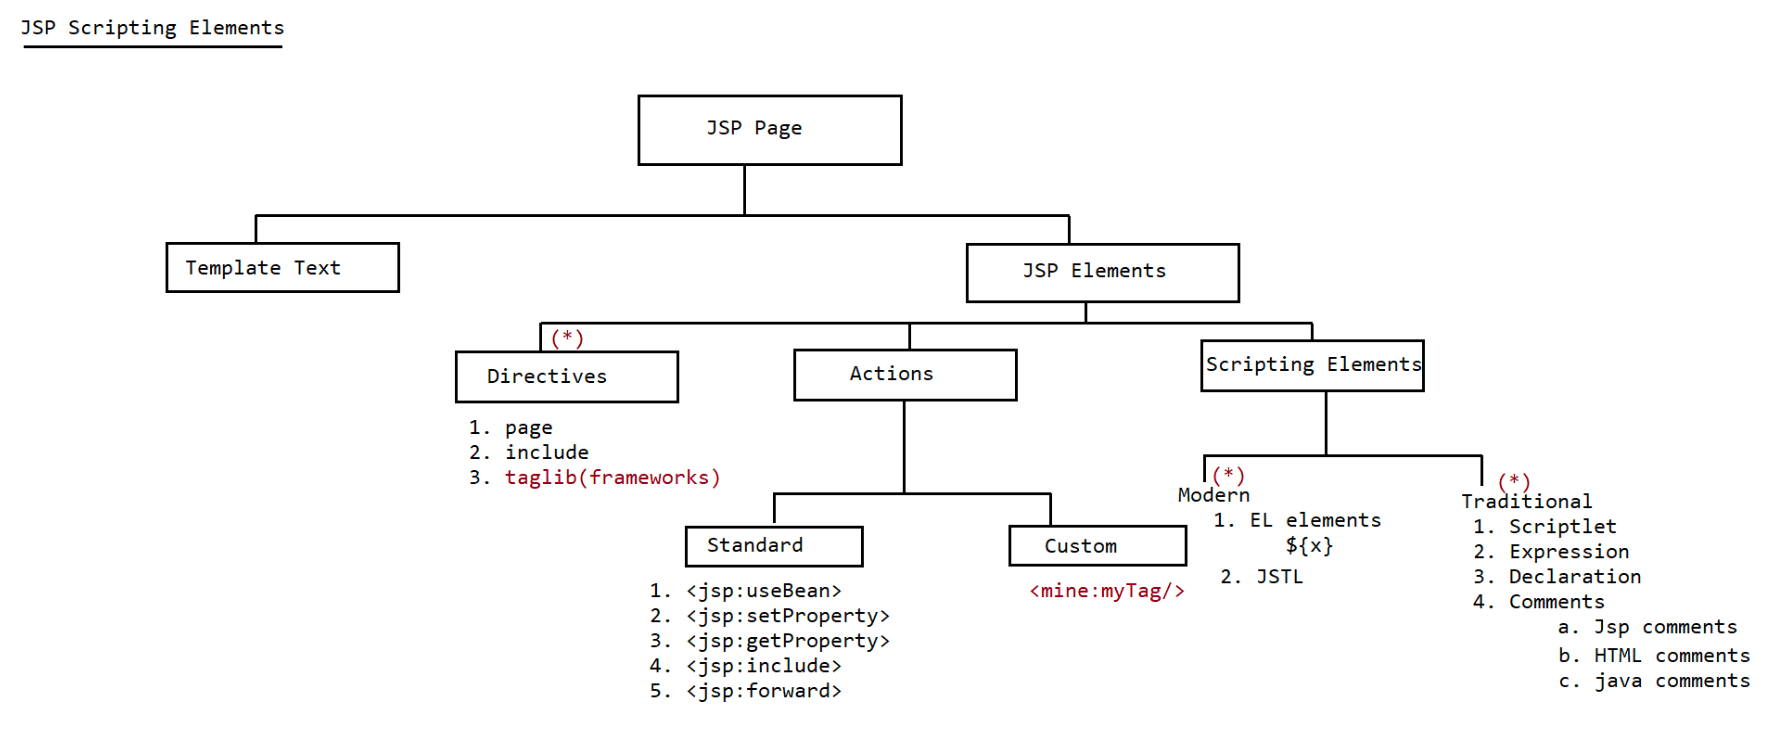 JSP Scripting Elements
JSP Page
Template Text
JSP Elements
(*)
Directives
1. page
2. include
3. taglib(frameworks)
Actions
Standard
1. <jsp:useBean>
2. <jsp:setProperty>
3. <jsp:getProperty>
4. <jsp:include>
5. <jsp:forward>
Custom
<mine:myTag/>
Scripting Elements
(*)
Modern
1. EL elements
${x}
2. JSTL
(*)
Traditional
1. Scriptlet
2. Expression
3. Declaration
4. Comments
a. Jsp comments
b. HTML comments
c. java comments